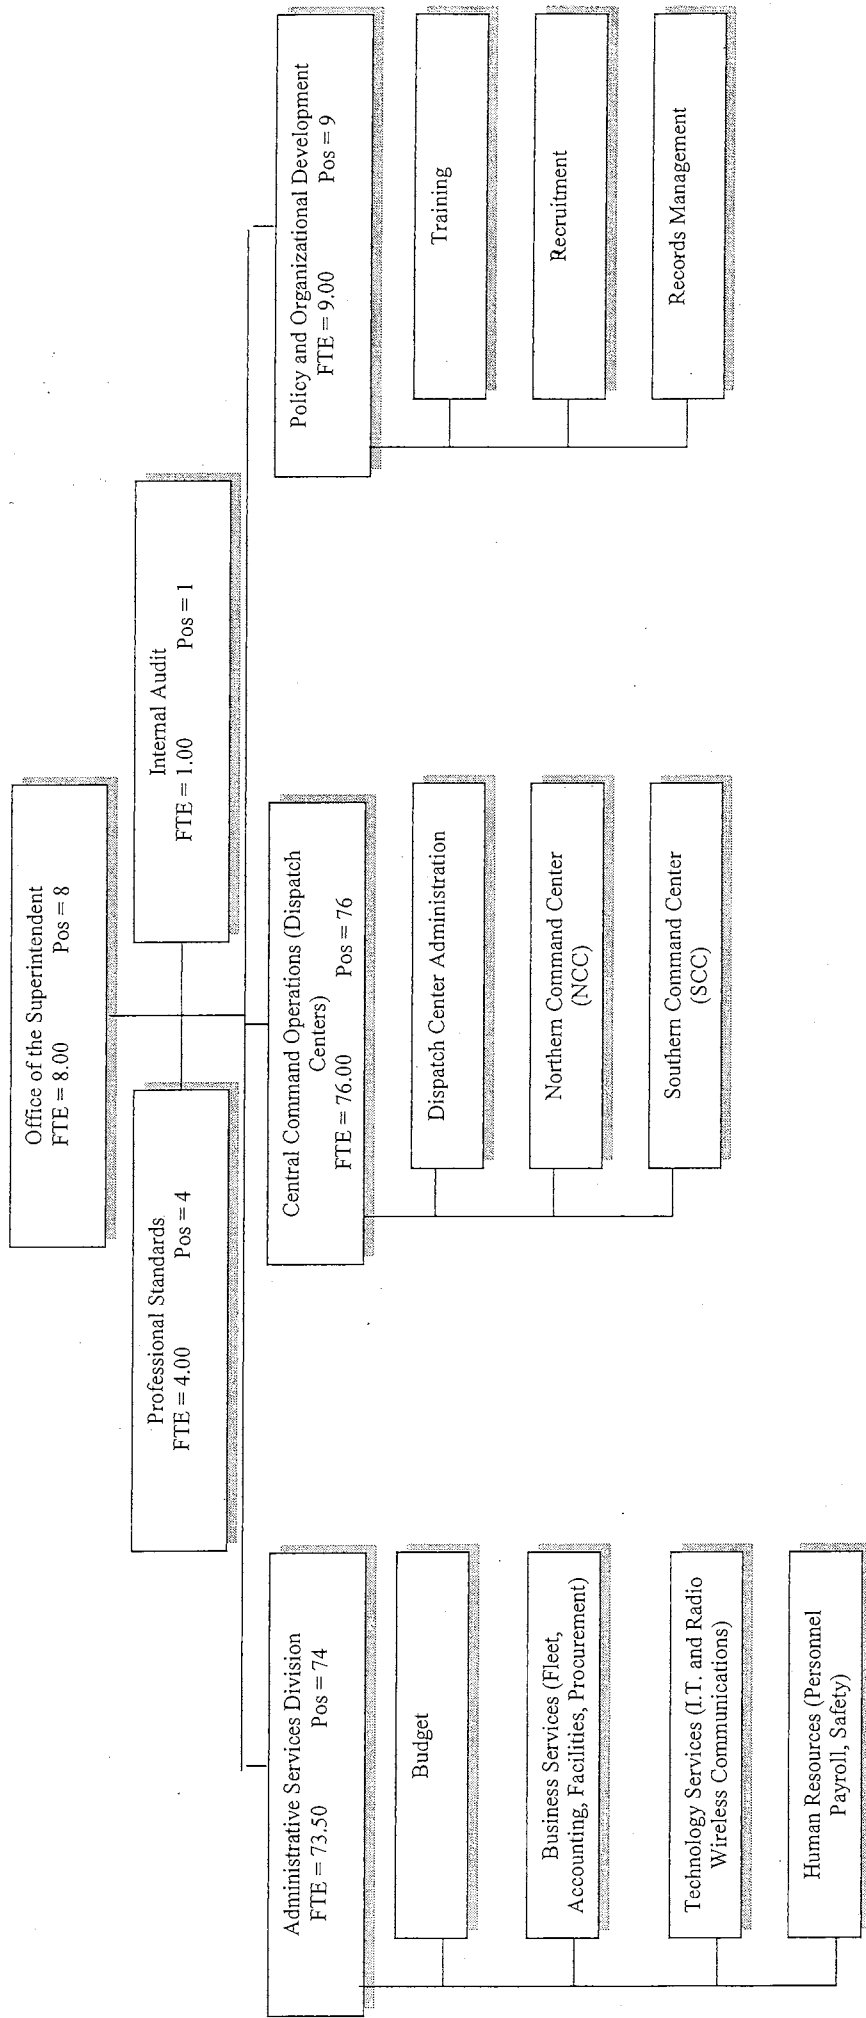 Office of the Superintendent
FTE = 8.00 Pos = 8
Professional Standards
FTE = 4.00 Pos = 4
Internal Audit
FTE = 1.00 Pos = 1
Administrative Services Division
FTE = 73.50 Pos = 74
Budget
Business Services (Fleet,
Accounting, Facilities, Procurement)
Technology Services (I.T. and Radio
Wireless Communications)
Human Resources (Personnel
Payroll, Safety)
Central Command Operations (Dispatch
Centers)
FTE = 76.00 Pos = 76
Dispatch Center Administration
Northern Command Center
(NCC)
Southern Command Center
(SCC)
Policy and Organizational Development
FTE = 9.00 Pos = 9
Training
Recruitment
Records Management